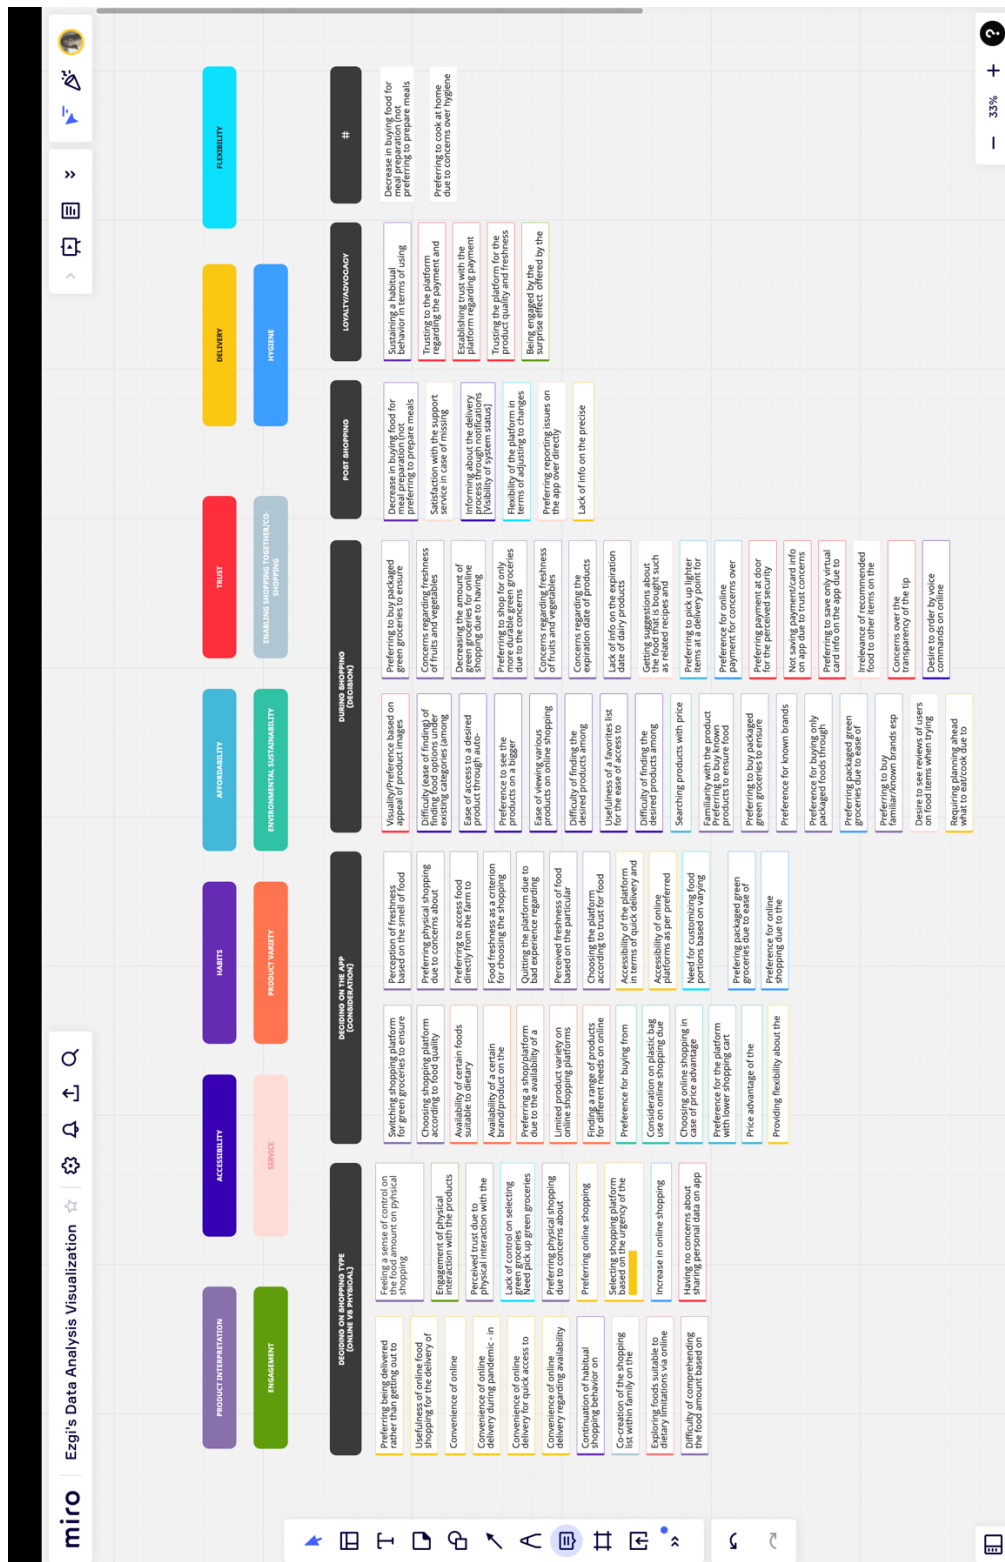 miro
Ezgi's Data Analysis Visualization
PRODUCT INTERPRETATION
ACCESSIBILITY
HABITS
AFFORDABILITY
TRUST
DELIVERY
FLEXIBILITY
ENGAGEMENT
SERVICE
PRODUCT VARIETY
ENVIRONMENTAL SUSTAINABILITY
ENABLING SHOPPING TOGETHER/CO-
SHOPPING
HYGIENE
DECIDING ON SHOPPING TYPE
[ONLINE VS PHYSICAL]
Preferring being delivered
rather than getting out to
Usefulness of online food
shopping for the delivery of
Convenience of online
Convenience of online
delivery during pandemic - in
Convenience of online
delivery for quick access to
Convenience of online
delivery regarding availability
Continuation of habitual
shopping behavior on
Co-creation of the shopping
list within family on the
Exploring foods suitable to
dietary limitations via online
Difficulty of comprehending
the food amount based on
Feeling a sense of control on
the food amount on pyhsical
shopping
Engagement of physical
interaction with the products
Perceived trust due to
physical interaction with the
Lack of control on selecting
green groceries
Need pick up green groceries
Preferring physical shopping
due to concerns about
Preferring online shopping
Selecting shopping platform
based on the urgency of the
Increase in online shopping
Having no concerns about
sharing personal data on app
DECIDING ON THE APP
[CONSIDERATION]
Switching shopping platform
for green groceries to ensure
Choosing shopping platform
according to food quality
Availability of certain foods
suitable to dietary
Availability of a certain
brand/product on the
Preferring a shop/platform
due to the availability of a
Limited product variety on
online shopping platforms
Finding a range of products
for different needs on online
Preference for buying from
Consideration on plastic bag
use on online shopping due
Choosing online shopping in
case of price advantage
Preference for the platform
with lower shopping cart
Price advantage of the
Providing flexibility about the
Perception of freshness
based on the smell of food
Preferring physical shopping
due to concerns about
Preferring to access food
directly from the farm to
Food freshness as a criterion
for choosing the shopping
Quitting the platform due to
bad experience regarding
Perceived freshness of food
based on the particular
Choosing the platform
according to trust for food
Accessibility of the platform
in terms of quick delivery and
Accessibility of online
platforms as per preferred
Need for customizing food
portions based on varying
Prefering packaged green
groceries due to ease of
Preference for online
shopping due to the
DURING SHOPPING
[DECISION]
Visuality/Preference based on
appeal of product images
Difficulty (ease of finding) of
finding food options under
existing categories (among
Ease of access to a desired
product through auto-
Preference to see the
products on a bigger
Ease of viewing various
products on online shopping
Difficulty of finding the
desired products among
Usefulness of a favorites list
for the ease of access to
Difficulty of finding the
desired products among
Searching products with price
Familiarity with the product
Preferring to buy known
products to ensure food
Preferring to buy packaged
green groceries to ensure
Preference for known brands
Preference for buying only
packaged foods through
Preferring packaged green
groceries due to ease of
Preferring to buy
familiar/known brands esp
Desire to see reviews of users
on food items when trying
Requiring planning ahead
what to eat/cook due to
Preferring to buy packaged
green groceries to ensure
Concerns regarding freshness
of fruits and vegetables
Decreasing the amount of
green groceries for online
shopping due to having
Preferring to shop for only
more durable green groceries
due to the concerns
Concerns regarding freshness
of fruits and vegetables
Concerns regarding the
expiration date of products
Lack of info on the expiration
date of dairy products
Getting suggestions about
the food that is bought such
as related recipes and
Preferring to pick up lighter
items at a delivery point for
Preference for online
payment for concerns over
Preferring payment at door
for the perceived security
Not saving payment/card info
on app due to trust concerns
Preferring to save only virtual
card info on the app due to
Irrelevance of recommended
food to other items on the
Concerns over the
transparency of the tip
Desire to order by voice
commands on online
POST SHOPPING
Decrease in buying food for
meal preparation (not
preferring to prepare meals
Satisfaction with the support
service in case of missing
Informing about the delivery
process through notifications
[Visibility of system status]
Flexibility of the platform in
terms of adjusting to changes
Preferring reporting issues on
the app over directly
Lack of info on the precise
LOYALTY/ADVOCACY
Sustaining a habitual
behavior in terms of using
Trusting to the platform
regarding the payment and
Establishing trust with the
platform regarding payment
Trusting the platform for the
product quality and freshness
Being engaged by the
surprise effect offered by the
#
Decrease in buying food for
meal preparation (not
preferring to prepare meals
Preferring to cook at home
due to concerns over hygiene
33%